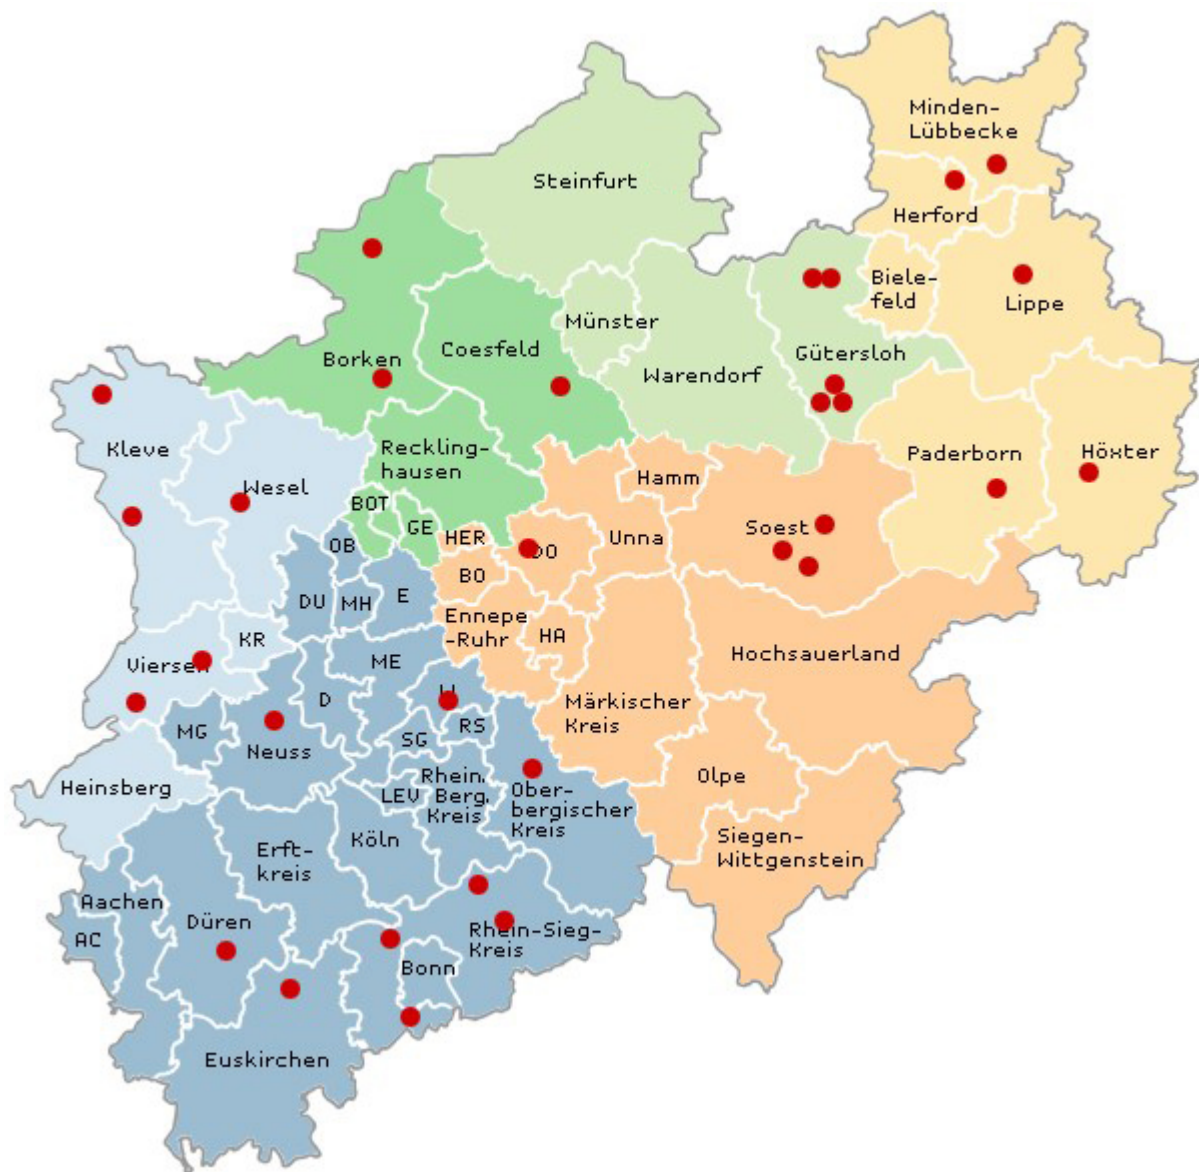 Minden-
Lübbecke
Steinfurt
Herford
Biele-
feld
Lippe
Münster
Coesfeld
Borken
Gütersloh
Warendorf
Kleve
Reckling-
hausen
Paderborn
Höxter
Wesel
Hamm
BOT
GE
Soest
HER
Unna
OB
DO
BO
DU
MH
E
Ennepe
-Ruhr
HA
KR
Viersen
ME
Hochsauerland
W
D
Märkischer
Kreis
MG
RS
Neuss
SG
Heinsberg
Rhein.
Berg.
Kreis
LEV
Ober-
bergischer
Kreis
Olpe
Köln
Siegen-
Wittgenstein
Erft-
kreis
Aachen
Düren
AC
Rhein-Sieg-
Kreis
Bonn
Euskirchen